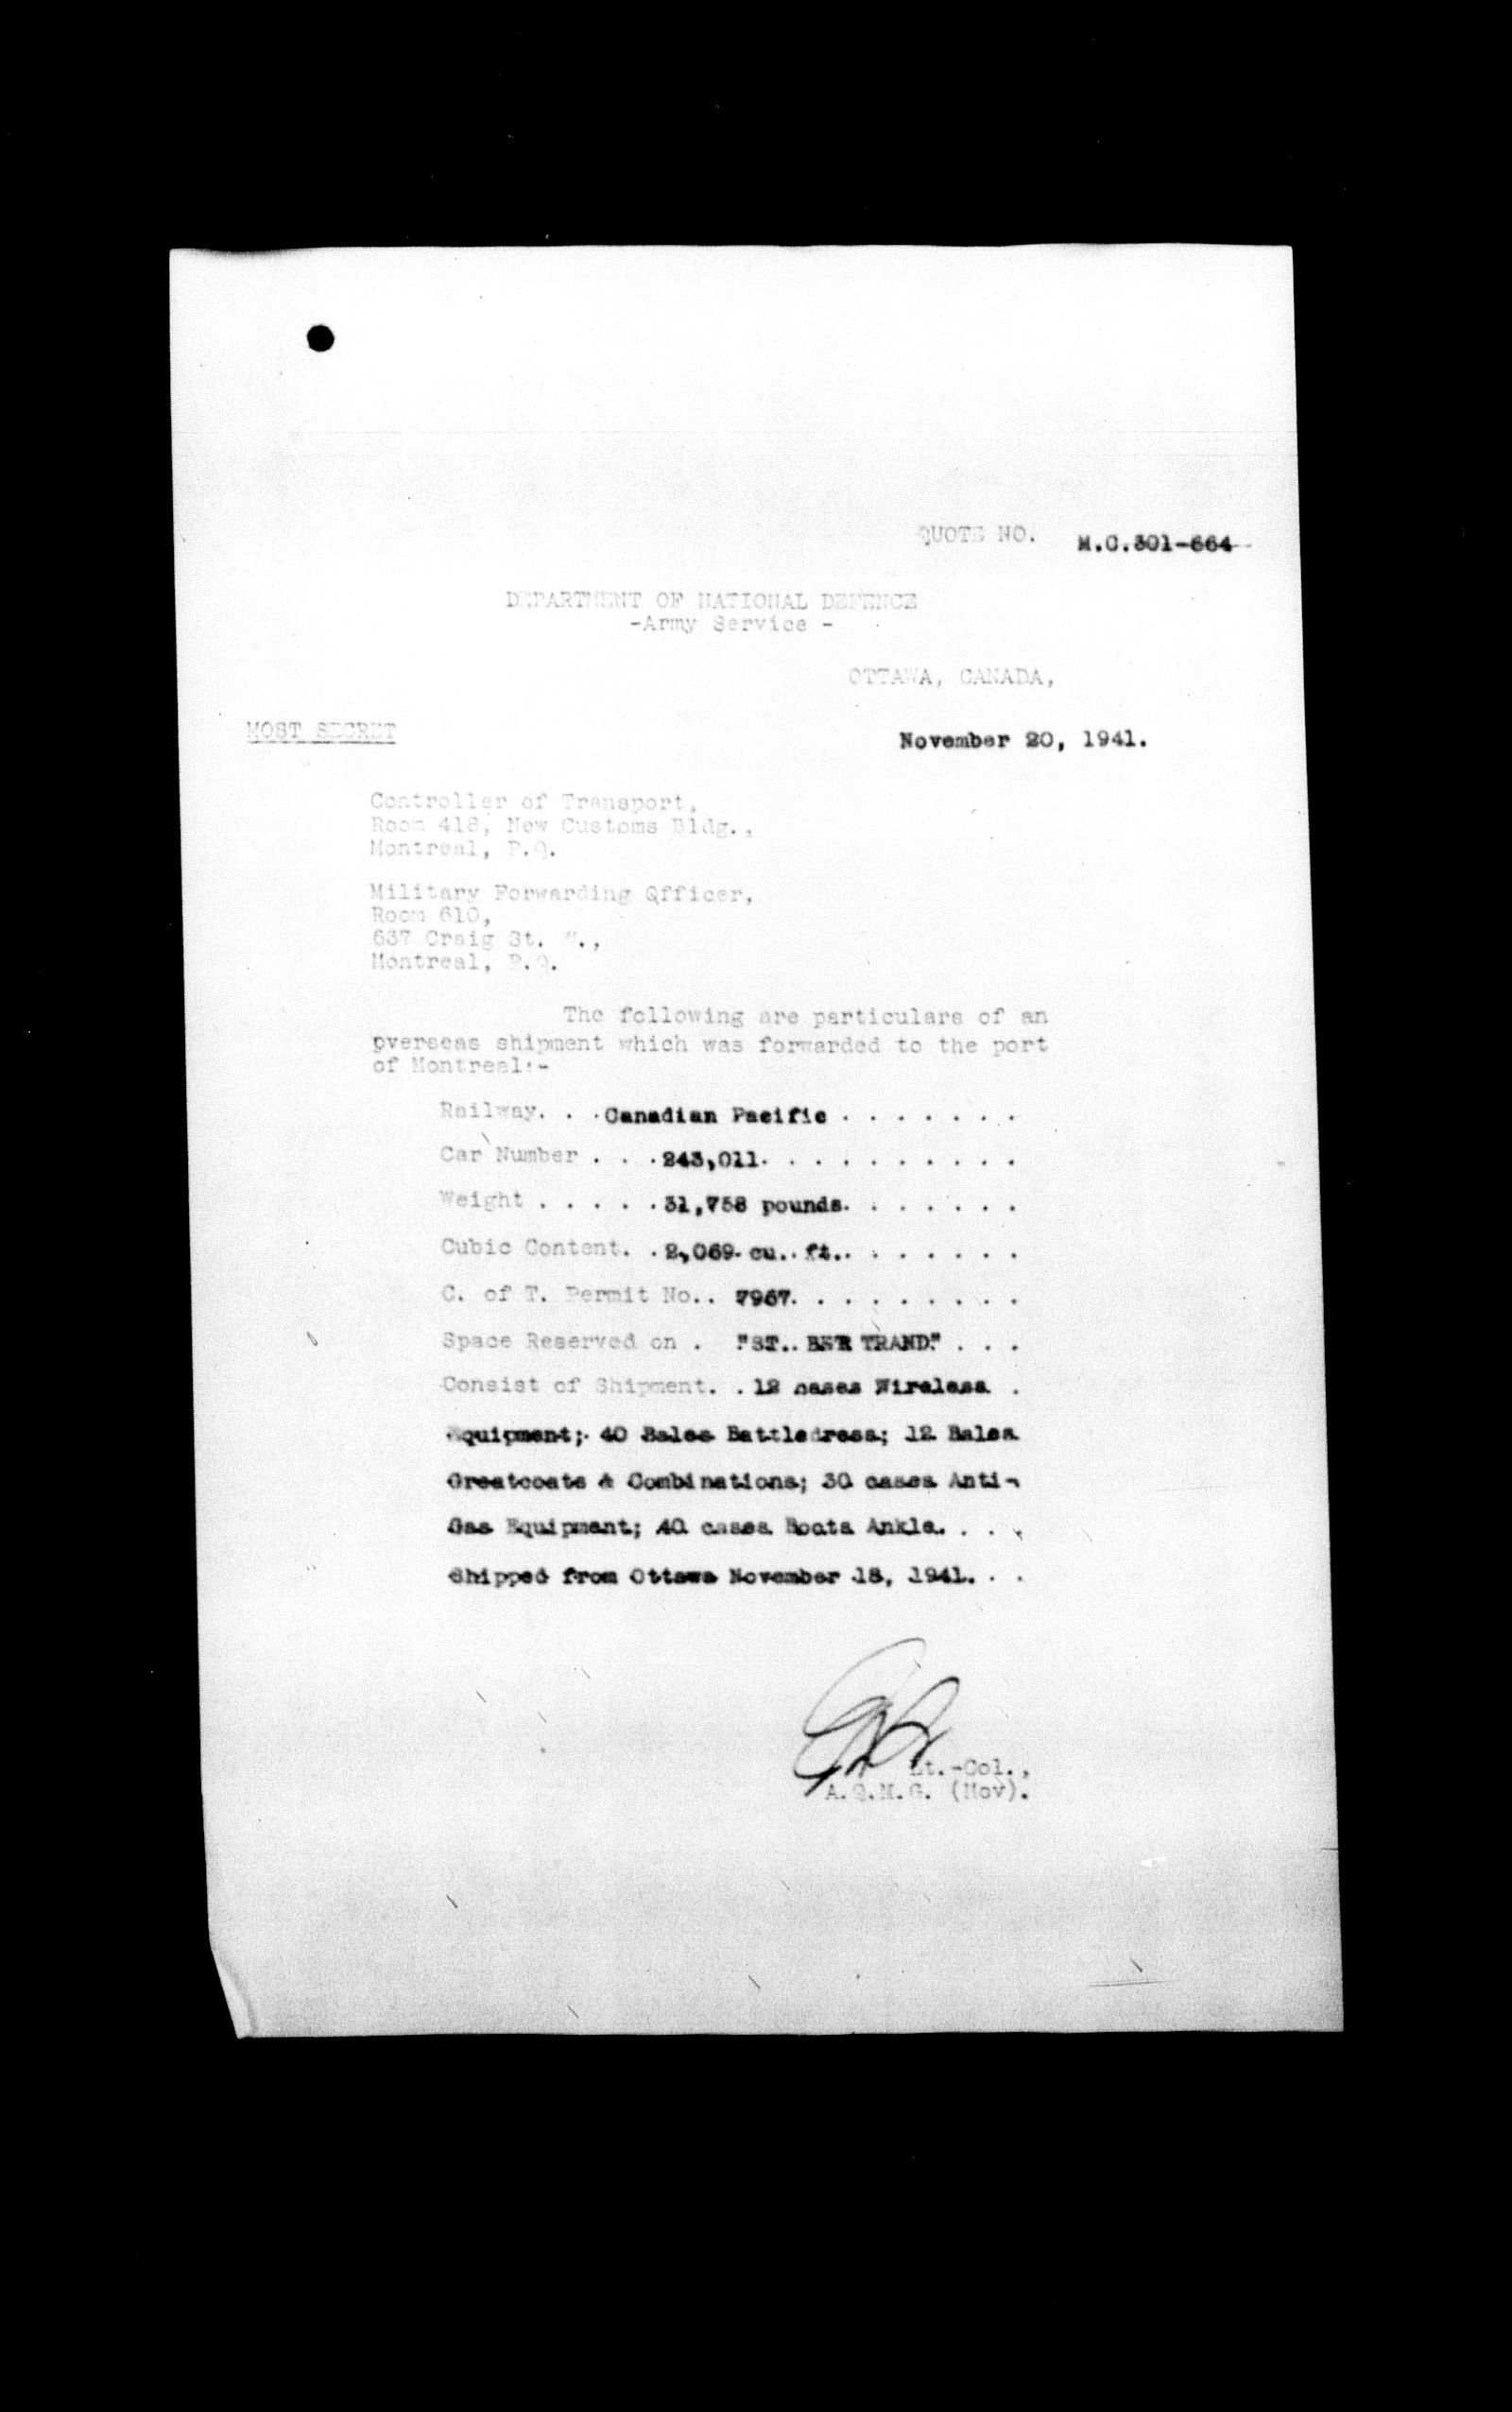 QUOTE NO. M.C.301-664
DEPARTMENT OF NATIONAL DEFENCE
-Army Service -
OTTAWA, CANADA,
MOST SECRET
November 20, 1941.
Controller of Transport,
Room 418, New Customs Bldg.,
Montreal, P.Q.
Military Forwarding Qfficer,
Room 610,
637 Craig St. W.,
Montreal, P.Q.
The following are particulars of an
overseas shipment which was forwarded to the port
of Montreal:-
Railway. . .Canadian Pacific . . . . . . .
Car Number . . .243,011. . . . . . . . . .
Weight . . . . .31,758 pounds. . . . . . .
Cubic Content. .2,069 cu. ft.. . . . . . .
C. of T. Permit No.. 7967. . . . . . . . .
Space Reserved on . "ST. BERTRAND" . . .
Consist of Shipment. . 12 cases Wireless .
Equipment; 40 Bales Battledress; 12 Bales
Greatcoats & Combinations; 30 cases Anti-
Gas Equipment; 40 cases Boots Ankle. . . .
Shipped from Ottawa November 18, 1941. . .
Lt.-Col.,
A.Q.M.G. (Mov).